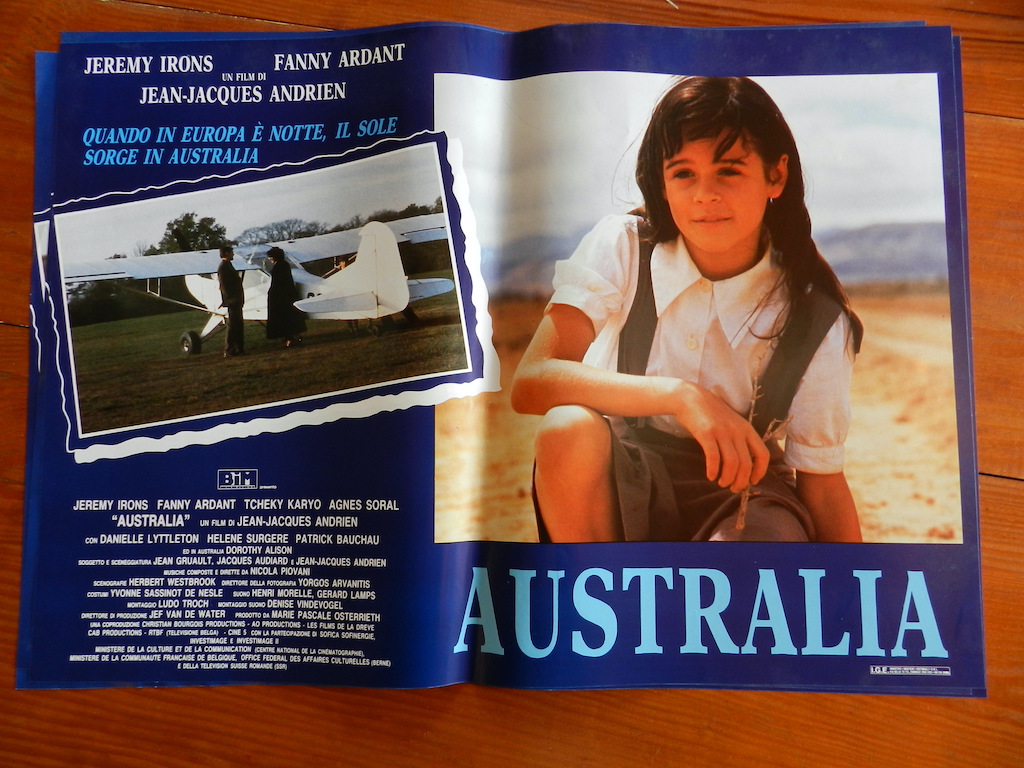 JEREMY IRONS FANNY ARDANT
UN FILM DI
JEAN-JACQUES ANDRIEN
QUANDO IN EUROPA È NOTTE, IL SOLE
SORGE IN AUSTRALIA
BiM
presenta
JEREMY IRONS FANNY ARDANT TCHEKY KARYO AGNES SORAL
"AUSTRALIA" UN FILM DI JEAN-JACQUES ANDRIEN
CON DANIELLE LYTTLETON HELENE SURGERE PATRICK BAUCHAU
ED IN AUSTRALIA DOROTHY ALISON
SOGGETTO E SCENEGGIATURA JEAN GRUAULT, JACQUES AUDIARD E JEAN-JACQUES ANDRIEN
MUSICHE COMPOSTE E DIRETTE DA NICOLA PIOVANI
SCENOGRAFIE HERBERT WESTBROOK DIRETTORE DELLA FOTOGRAFIA YORGOS ARVANITIS
COSTUMI YVONNE SASSINOT DE NESLE SUONO HENRI MORELLE, GERARD LAMPS
MONTAGGIO LUDO TROCH MONTAGGIO SUONO DENISE VINDEVOGEL
DIRETTORE DI PRODUZIONE JEF VAN DE WATER PRODOTTO DA MARIE PASCALE OSTERRIETH
UNA COPRODUZIONE CHRISTIAN BOURGOIS PRODUCTIONS - AO PRODUCTIONS - LES FILMS DE LA DREVE
CAB PRODUCTIONS - RTBF (TELEVISIONE BELGA) - CINE 5 CON LA PARTECIPAZIONE DI SOFICA SOFINERGIE,
INVESTIMAGE E INVESTIMAGE II
MINISTERE DE LA CULTURE ET DE LA COMMUNICATION (CENTRE NATIONAL DE LA CINÉMATOGRAPHIE),
MINISTERE DE LA COMMUNAUTE FRANCAISE DE BELGIQUE, OFFICE FEDERAL DES AFFAIRES CULTURELLES (BERNE)
E DELLA TELEVISION SUISSE ROMANDE (SSR)
AUSTRALIA
I.G.E.